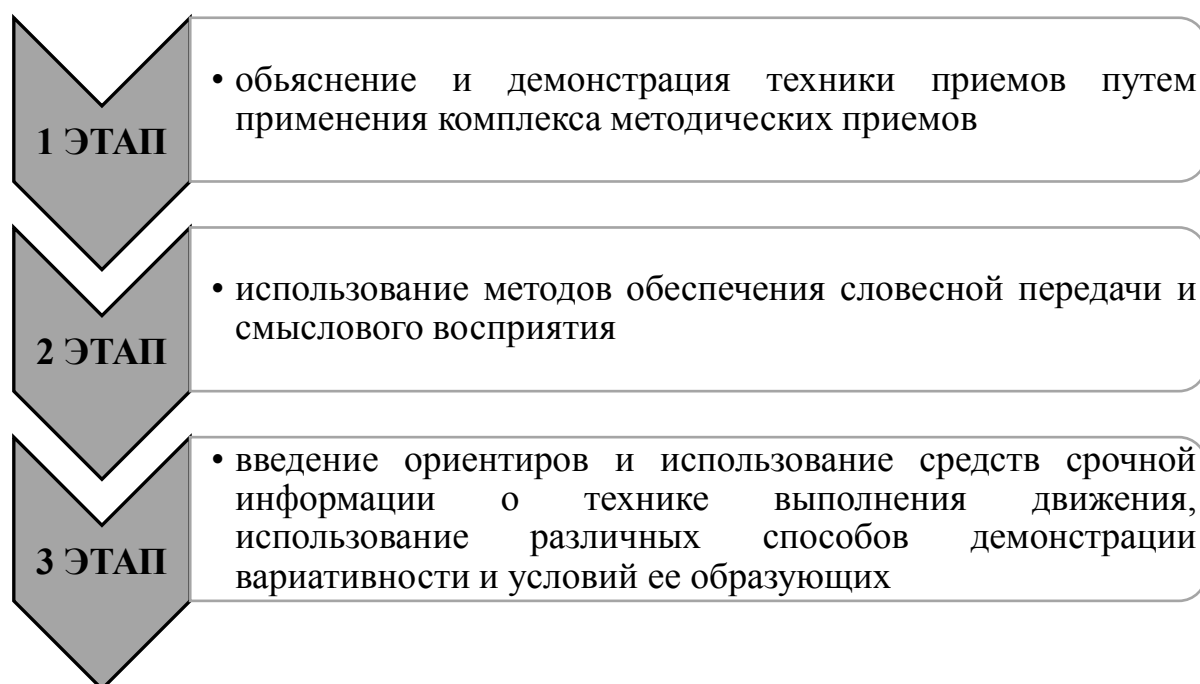 1 ЭТАП
• обьяснение и демонстрация техники приемов путем
применения комплекса методических приемов
2 ЭТАП
• использование методов обеспечения словесной передачи и
смыслового восприятия
3 ЭТАП
• введение ориентиров и использование средств срочной
информации о технике выполнения движения,
использование различных способов демонстрации
вариативности и условий ее образующих